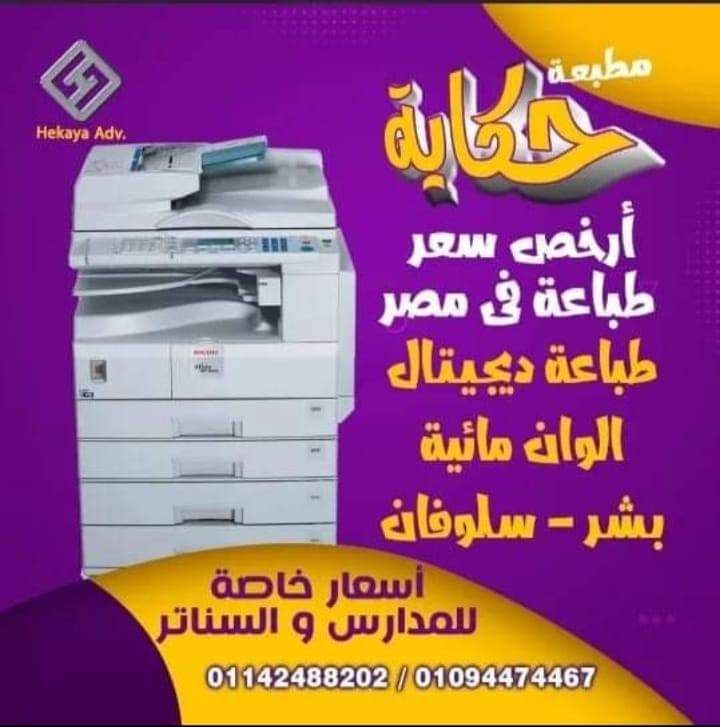 Hekaya Adv.
مطبعة
حكاية
أرخص سعر
طباعة فى مصر
طباعة ديجيتال
الوان مائية
بشر - سلوفان
RICOH
أسعار خاصة
للمدارس و السناتر
01142488202 / 01094474467